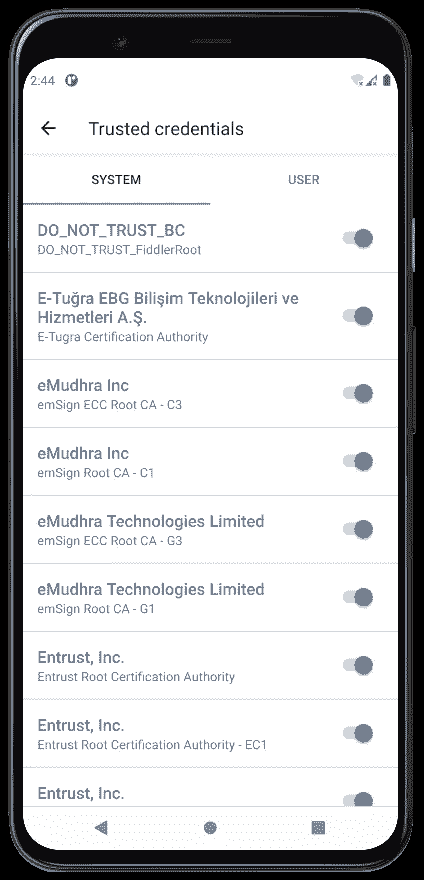 2:44
Trusted credentials
SYSTEM
USER
DO_NOT_TRUST_BC
DO_NOT_TRUST_FiddlerRoot
E-Tuğra EBG Bilişim Teknolojileri ve
Hizmetleri A.Ş.
E-Tugra Certification Authority
eMudhra Inc
emSign ECC Root CA - C3
eMudhra Inc
emSign Root CA - C1
eMudhra Technologies Limited
emSign ECC Root CA - G3
eMudhra Technologies Limited
emSign Root CA - G1
Entrust, Inc.
Entrust Root Certification Authority
Entrust, Inc.
Entrust Root Certification Authority - EC1
Entrust, Inc.